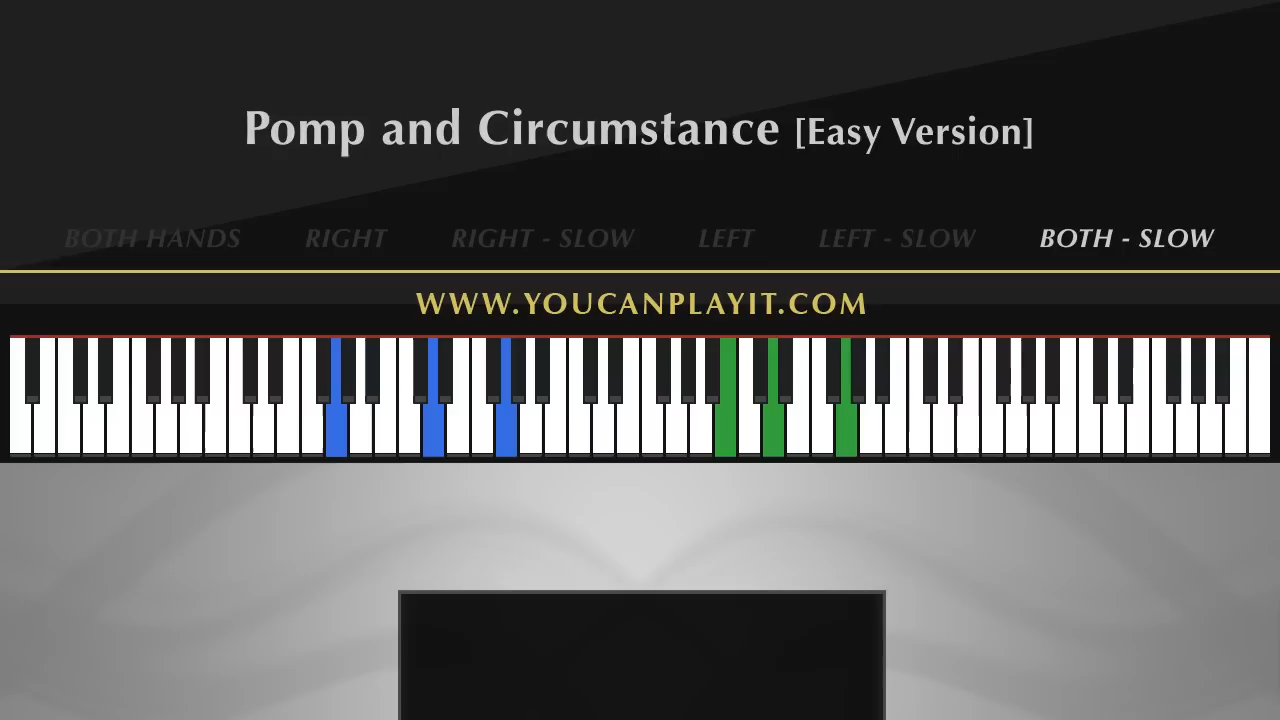 Pomp and Circumstance [Easy Version]
BOTH HANDS RIGHT RIGHT - SLOW LEFT LEFT - SLOW BOTH - SLOW
WWW.YOUCANPLAYIT.COM